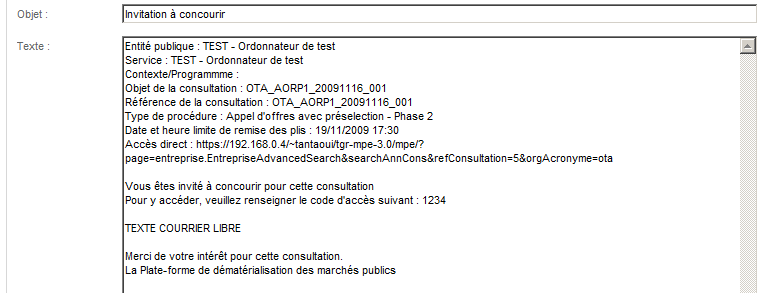 Objet : Invitation à concourir
Texte : Entité publique : TEST - Ordonnateur de test
Service : TEST - Ordonnateur de test
Contexte/Programmme :
Objet de la consultation : OTA_AORP1_20091116_001
Référence de la consultation : OTA_AORP1_20091116_001
Type de procédure : Appel d'offres avec préselection - Phase 2
Date et heure limite de remise des plis : 19/11/2009 17:30
Accès direct : https://192.168.0.4/~tantaoui/tgr-mpe-3.0/mpe/?
page=entreprise.EntrepriseAdvancedSearch&searchAnnCons&refConsultation=5&orgAcronyme=ota
Vous êtes invité à concourir pour cette consultation
Pour y accéder, veuillez renseigner le code d'accès suivant : 1234
TEXTE COURRIER LIBRE
Merci de votre intérêt pour cette consultation.
La Plate-forme de dématérialisation des marchés publics